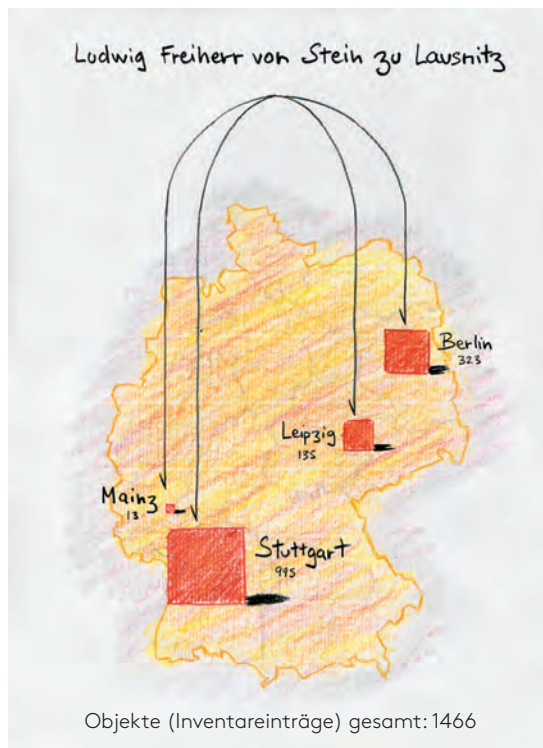 Ludwig Freiherr von Stein zu Lausnitz
Berlin
323
Leipzig
135
Mainz
13
Stuttgart
995
Objekte (Inventareinträge) gesamt: 1466